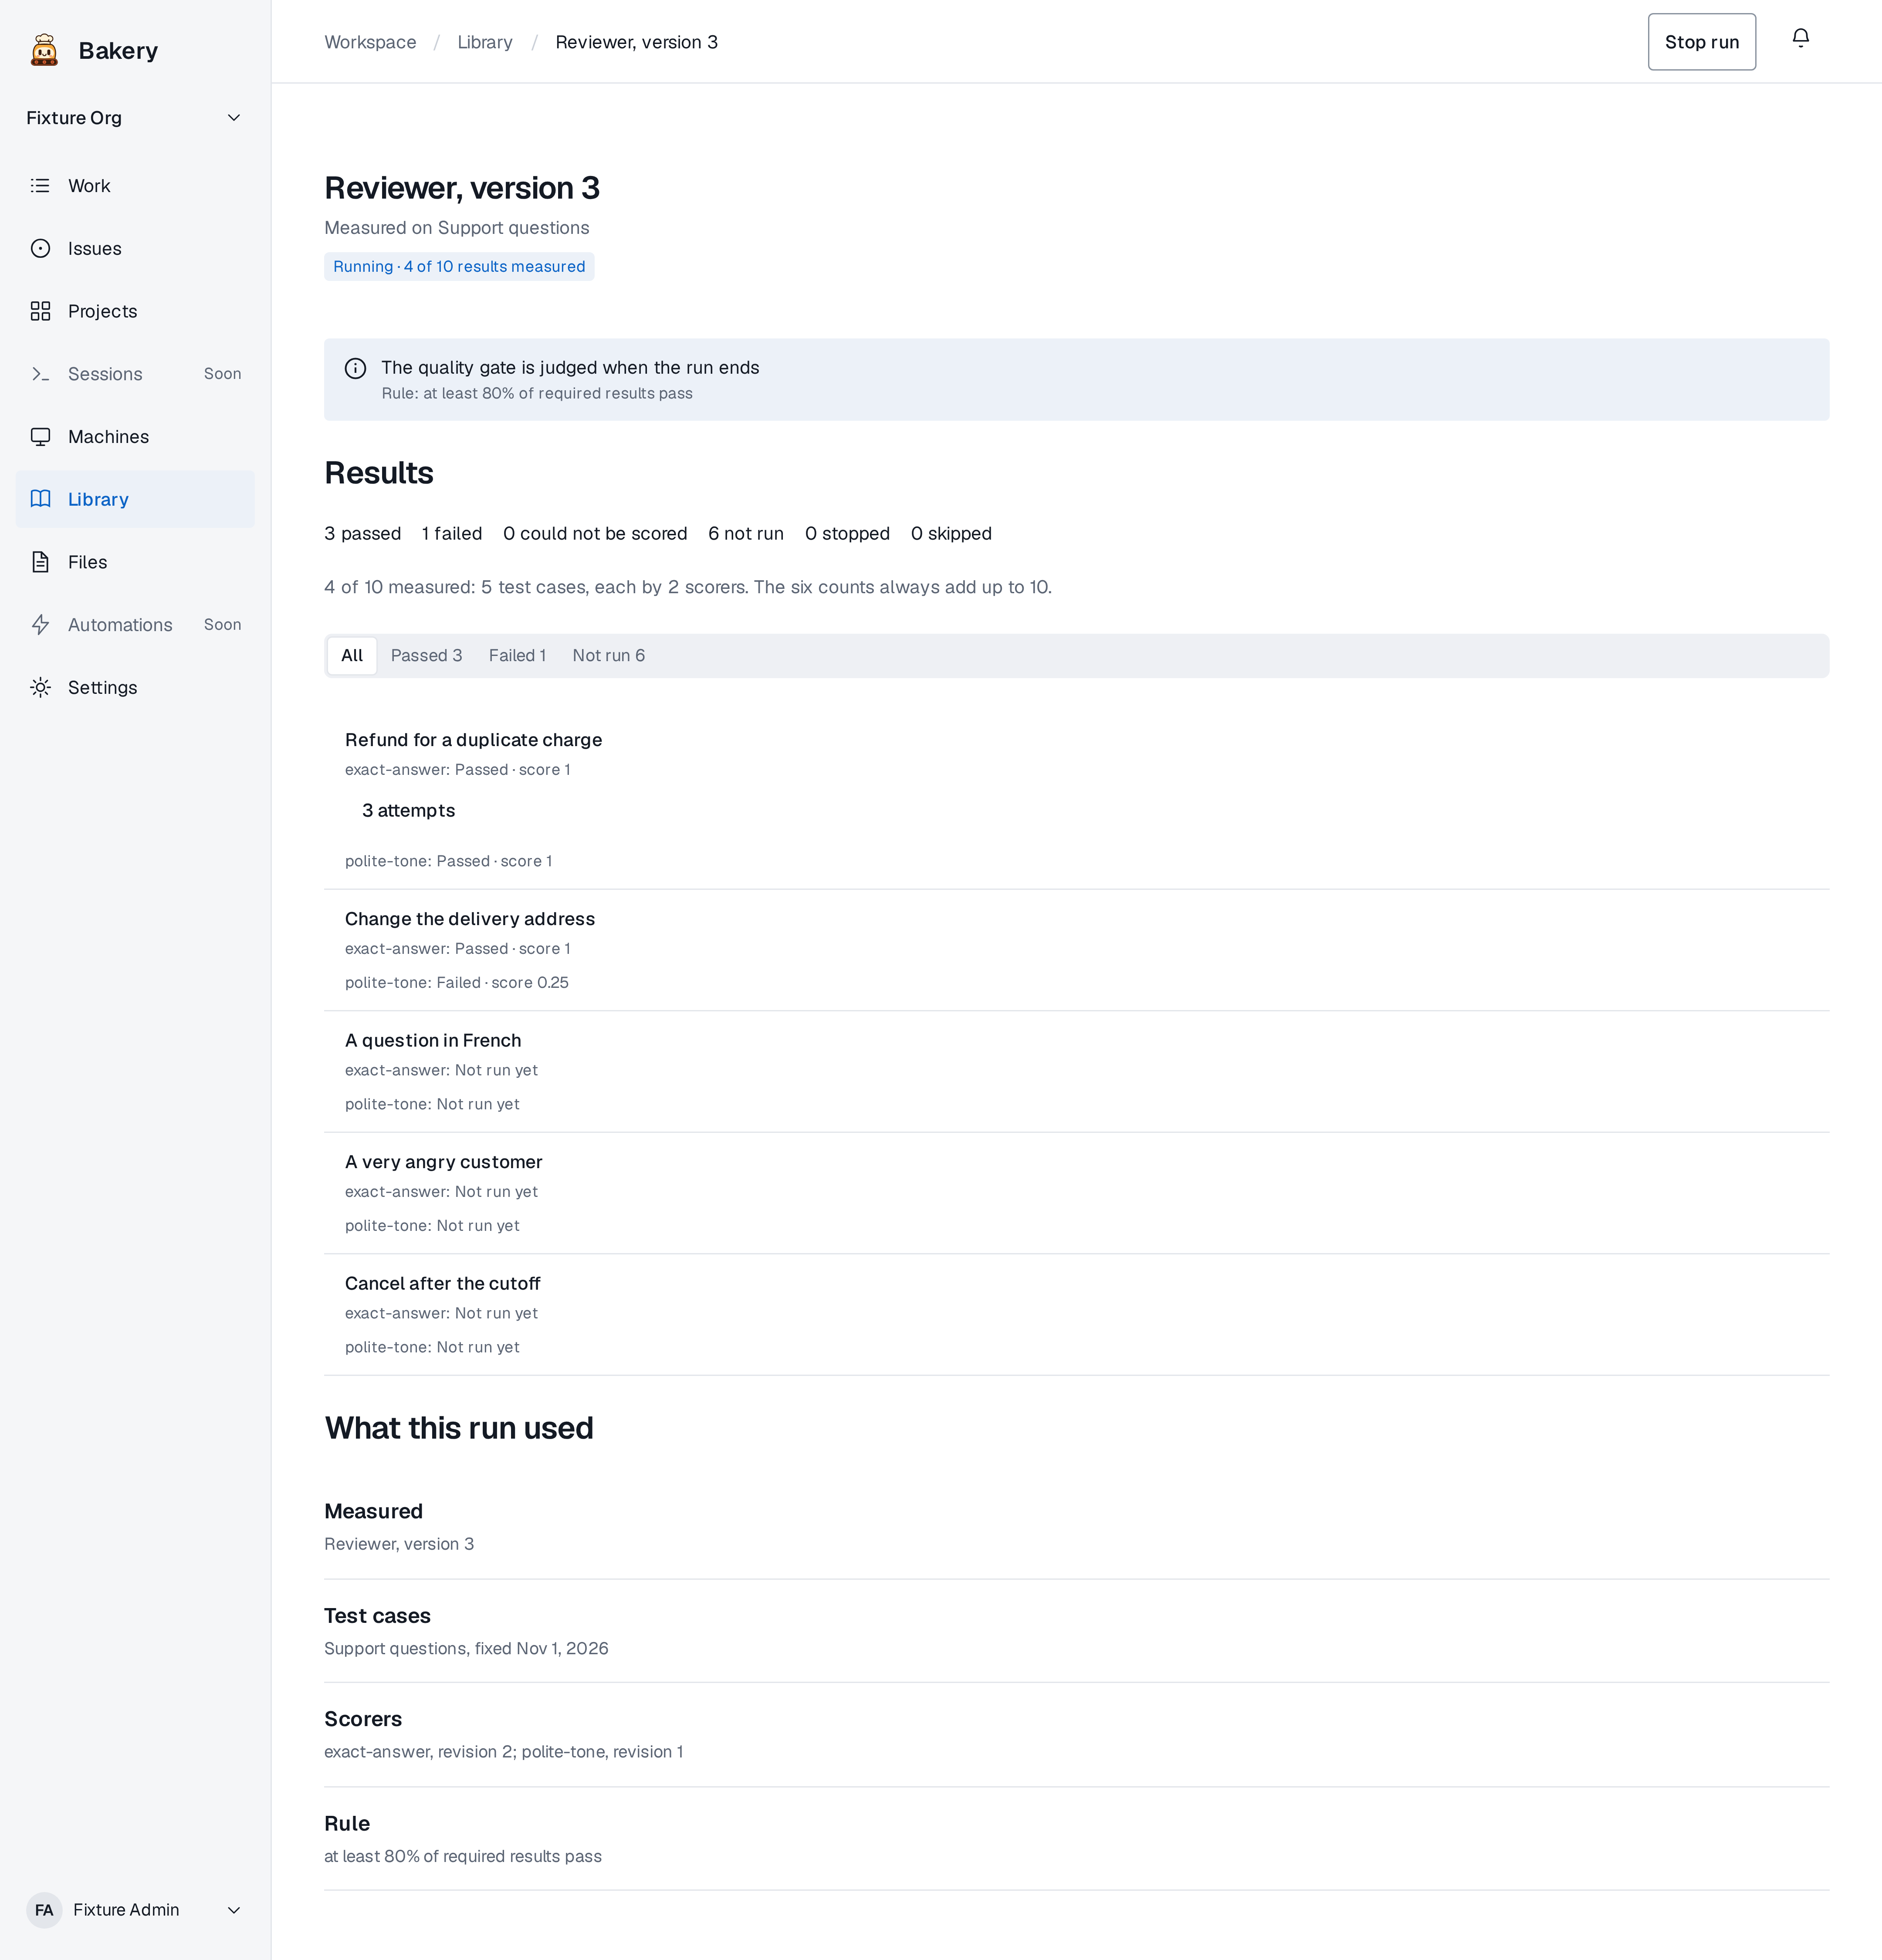 Bakery
Fixture Org
Work
Issues
Projects
Sessions Soon
Machines
Library
Files
Automations Soon
Settings
FA Fixture Admin
Workspace / Library / Reviewer, version 3
Stop run
Reviewer, version 3
Measured on Support questions
Running · 4 of 10 results measured
The quality gate is judged when the run ends
Rule: at least 80% of required results pass
Results
3 passed 1 failed 0 could not be scored 6 not run 0 stopped 0 skipped
4 of 10 measured: 5 test cases, each by 2 scorers. The six counts always add up to 10.
All Passed 3 Failed 1 Not run 6
Refund for a duplicate charge
exact-answer: Passed · score 1
3 attempts
polite-tone: Passed · score 1
Change the delivery address
exact-answer: Passed · score 1
polite-tone: Failed · score 0.25
A question in French
exact-answer: Not run yet
polite-tone: Not run yet
A very angry customer
exact-answer: Not run yet
polite-tone: Not run yet
Cancel after the cutoff
exact-answer: Not run yet
polite-tone: Not run yet
What this run used
Measured
Reviewer, version 3
Test cases
Support questions, fixed Nov 1, 2026
Scorers
exact-answer, revision 2; polite-tone, revision 1
Rule
at least 80% of required results pass